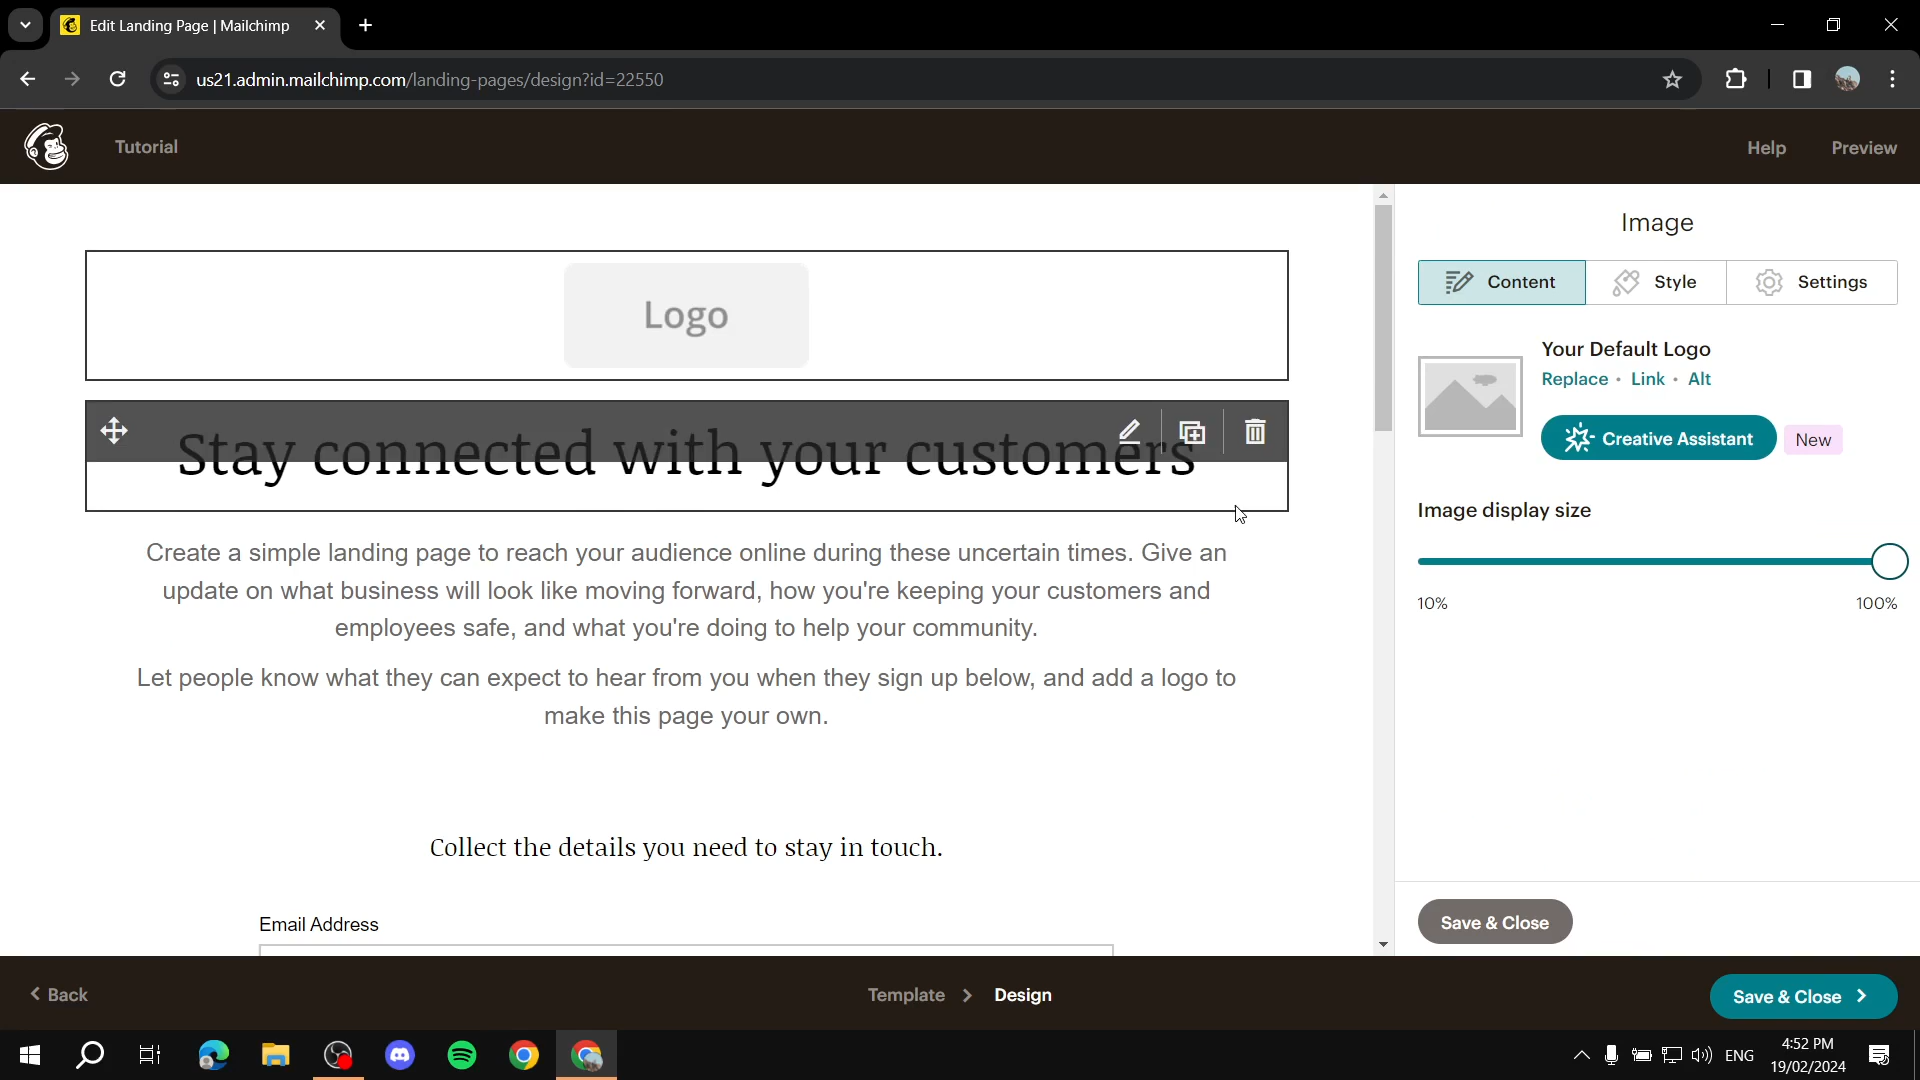 Edit Landing Page | Mailchimp
us21.admin.mailchimp.com/landing-pages/design?id=22550
Tutorial
Help
Preview
Logo
Stay connected with your customers
Create a simple landing page to reach your audience online during these uncertain times. Give an
update on what business will look like moving forward, how you're keeping your customers and
employees safe, and what you're doing to help your community.
Let people know what they can expect to hear from you when they sign up below, and add a logo to
make this page your own.
Collect the details you need to stay in touch.
Email Address
Image
Content
Style
Settings
Your Default Logo
Replace · Link · Alt
Creative Assistant
New
Image display size
10%
100%
Save & Close
Back
Template
Design
Save & Close
ENG
4:52 PM
19/02/2024